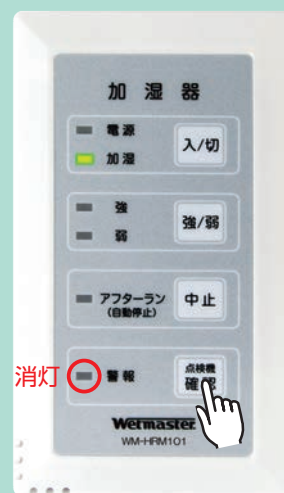 加湿器
電源
加湿
入/切
強
弱
強/弱
アフターラン
(自動停止)
中止
消灯
警報
点検機
確認
Wetmaster
WM-HRM101